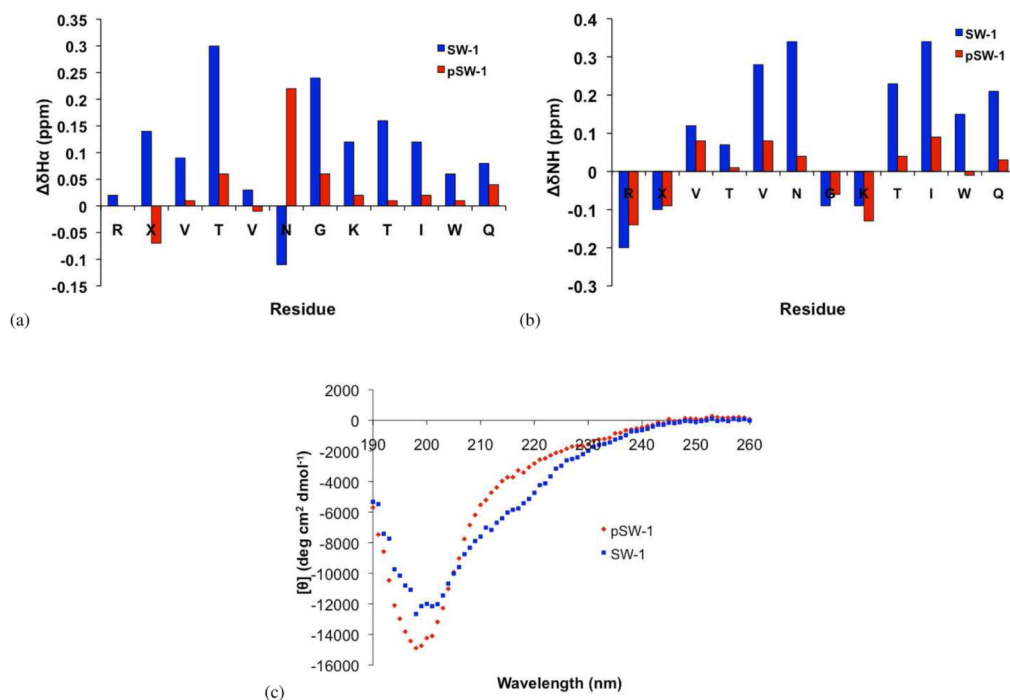 0.35
0.3
0.25
0.2
0.15
0.1
0.05
0
-0.05
-0.1
-0.15
ΔδHα (ppm)
SW-1
pSW-1
R X V T V N G K T I W Q
Residue
(a)
0.4
0.3
0.2
0.1
0
-0.1
-0.2
-0.3
ΔδNH (ppm)
SW-1
pSW-1
R X V T V N G K T I W Q
Residue
(b)
2000
0
-2000
-4000
-6000
-8000
-10000
-12000
-14000
-16000
190 200 210 220 230 240 250 260
[θ] (deg cm² dmol⁻¹)
pSW-1
SW-1
Wavelength (nm)
(c)